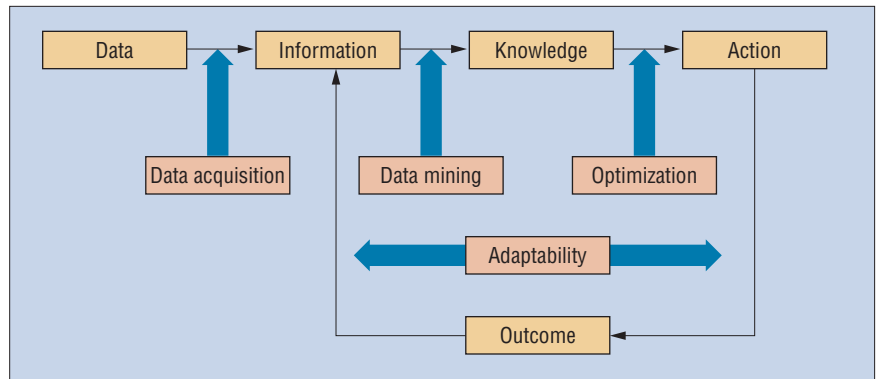 Data
Information
Knowledge
Action
Data acquisition
Data mining
Optimization
Adaptability
Outcome